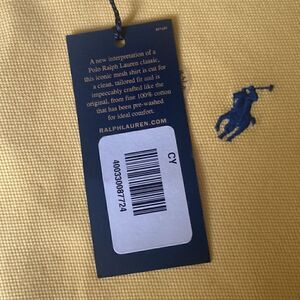 A new interpretation of a
Polo Ralph Lauren classic,
this iconic mesh shirt is cut for
a clean, tailored fit and is
impeccably crafted like the
original, from fine 100% cotton
that has been pre-washed
for ideal comfort.
RALPHLAUREN.COM
CY
400330087724